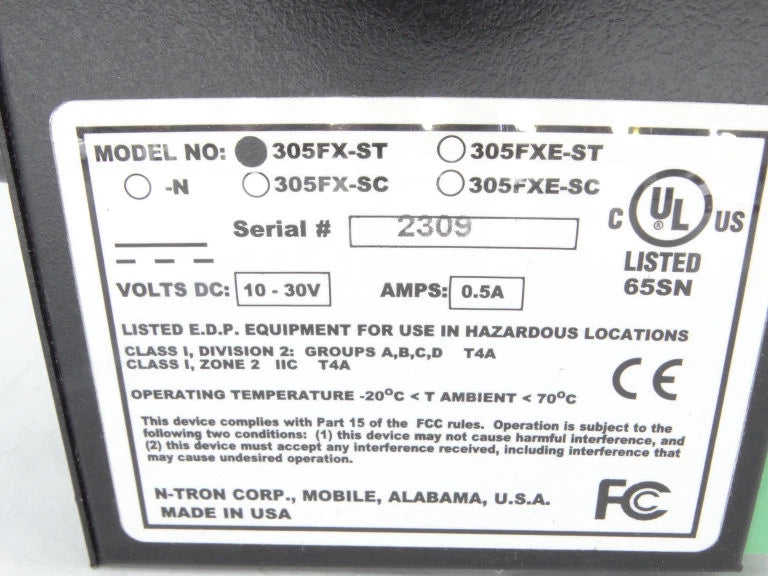 MODEL NO: 305FX-ST 305FXE-ST
-N 305FX-SC 305FXE-SC
Serial # 2309
C UL ® US
LISTED
65SN
VOLTS DC: 10 - 30V AMPS: 0.5A
LISTED E.D.P. EQUIPMENT FOR USE IN HAZARDOUS LOCATIONS
CLASS I, DIVISION 2: GROUPS A,B,C,D T4A
CLASS I, ZONE 2 IIC T4A
CE
OPERATING TEMPERATURE -20°C < T AMBIENT < 70°C
This device complies with Part 15 of the FCC rules. Operation is subject to the
following two conditions: (1) this device may not cause harmful interference, and
(2) this device must accept any interference received, including interference that
may cause undesired operation.
N-TRON CORP., MOBILE, ALABAMA, U.S.A.
MADE IN USA
FCC